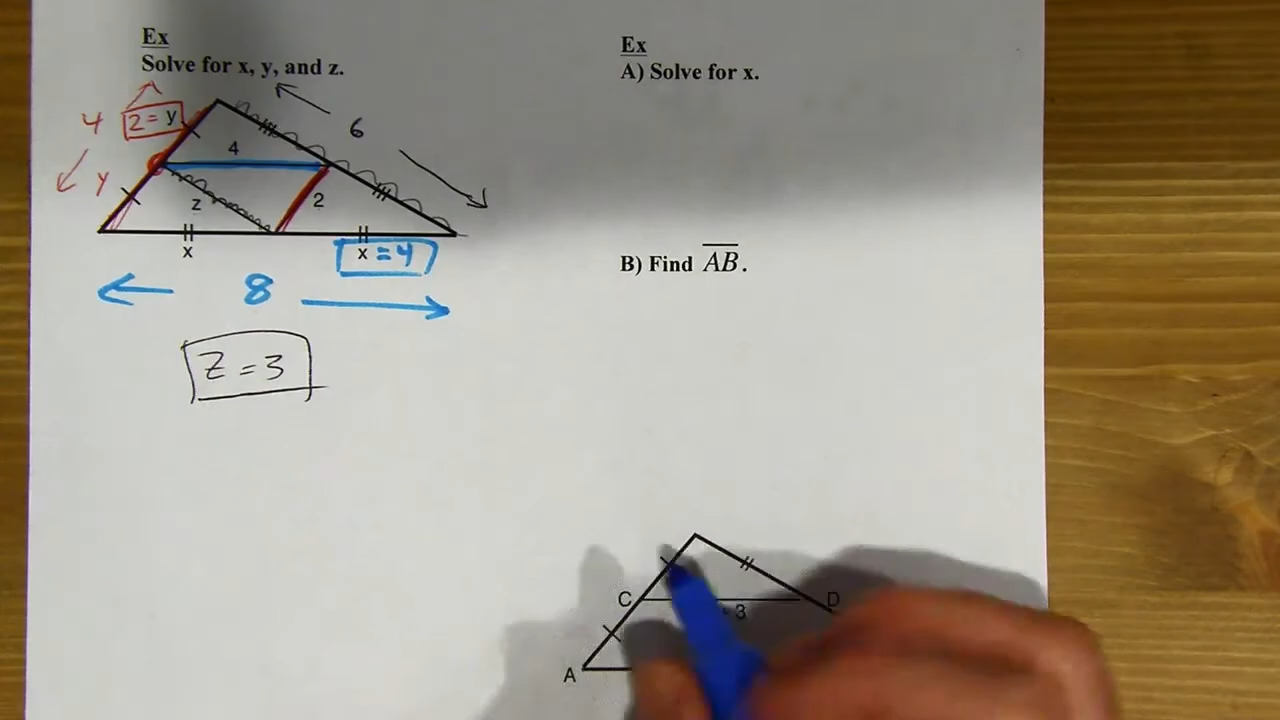 Ex
Solve for x, y, and z.
4
2 = y
6
4
y
z
2
x
x = 4
8
z = 3
Ex
A) Solve for x.
B) Find AB.
C
D
3
A